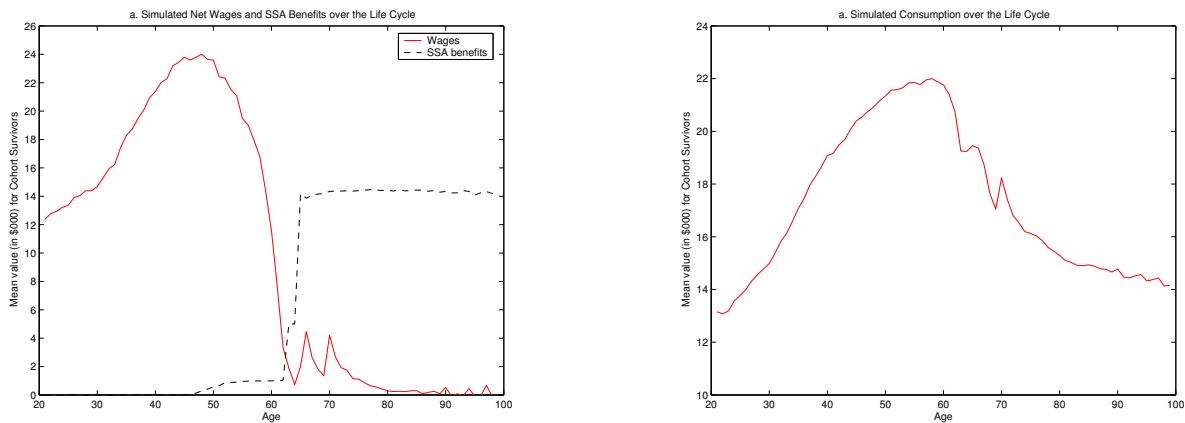 a. Simulated Net Wages and SSA Benefits over the Life Cycle
Mean value (in $000) for Cohort Survivors
26
24
22
20
18
16
14
12
10
8
6
4
2
0
20 30 40 50 60 70 80 90 100
Age
Wages
SSA benefits
a. Simulated Consumption over the Life Cycle
Mean value (in $000) for Cohort Survivors
24
22
20
18
16
14
12
10
20 30 40 50 60 70 80 90 100
Age